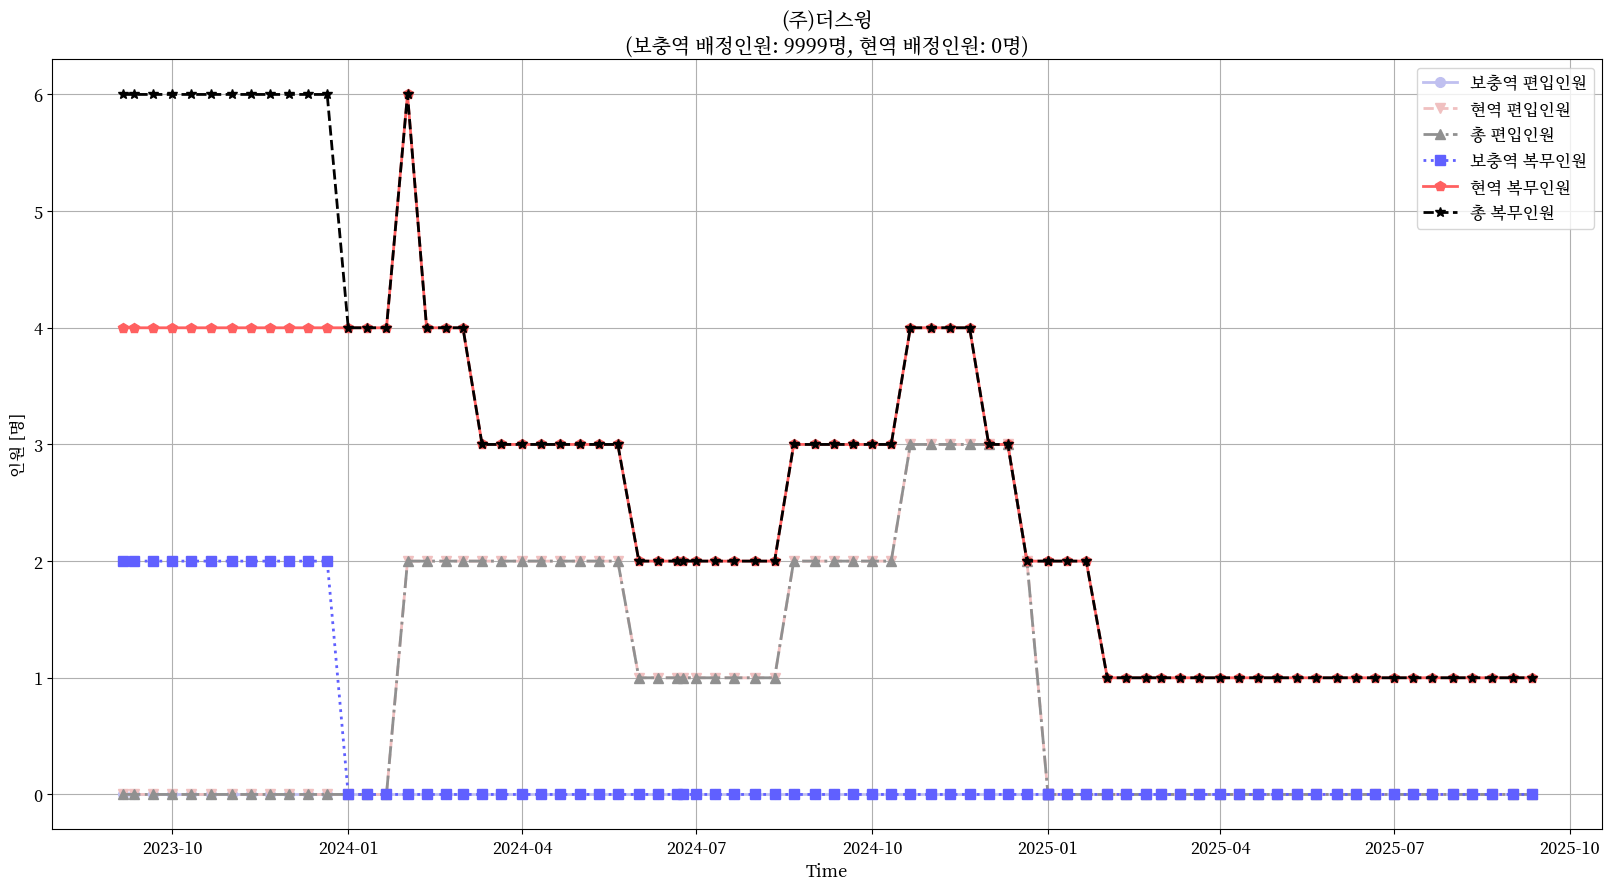 (주)더스윙
(보충역 배정인원: 9999명, 현역 배정인원: 0명)
보충역 편입인원
현역 편입인원
총 편입인원
보충역 복무인원
현역 복무인원
총 복무인원
인원 [명]
6
5
4
3
2
1
0
2023-10
2024-01
2024-04
2024-07
2024-10
2025-01
2025-04
2025-07
2025-10
Time